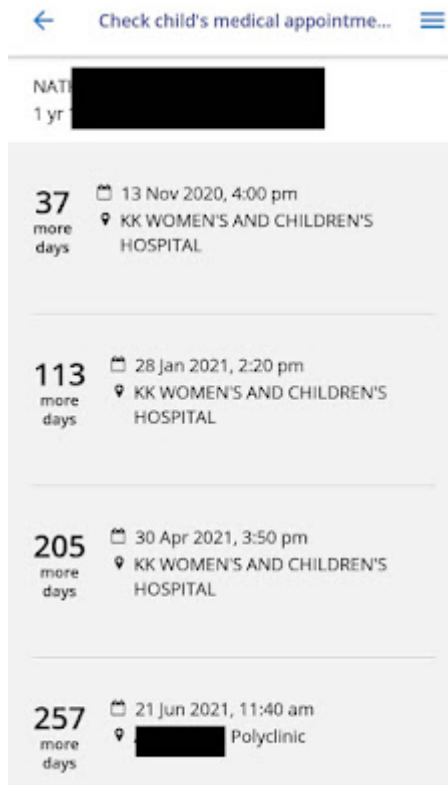 Check child's medical appointme...
NATH
1 yr
37
more
days
13 Nov 2020, 4:00 pm
KK WOMEN'S AND CHILDREN'S
HOSPITAL
113
more
days
28 Jan 2021, 2:20 pm
KK WOMEN'S AND CHILDREN'S
HOSPITAL
205
more
days
30 Apr 2021, 3:50 pm
KK WOMEN'S AND CHILDREN'S
HOSPITAL
257
more
days
21 Jun 2021, 11:40 am
Polyclinic